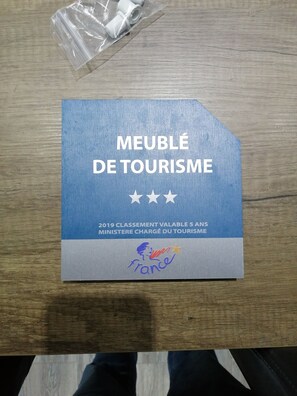 MEUBLÉ
DE TOURISME
2019 CLASSEMENT VALABLE 5 ANS
MINISTERE CHARGÉ DU TOURISME
france